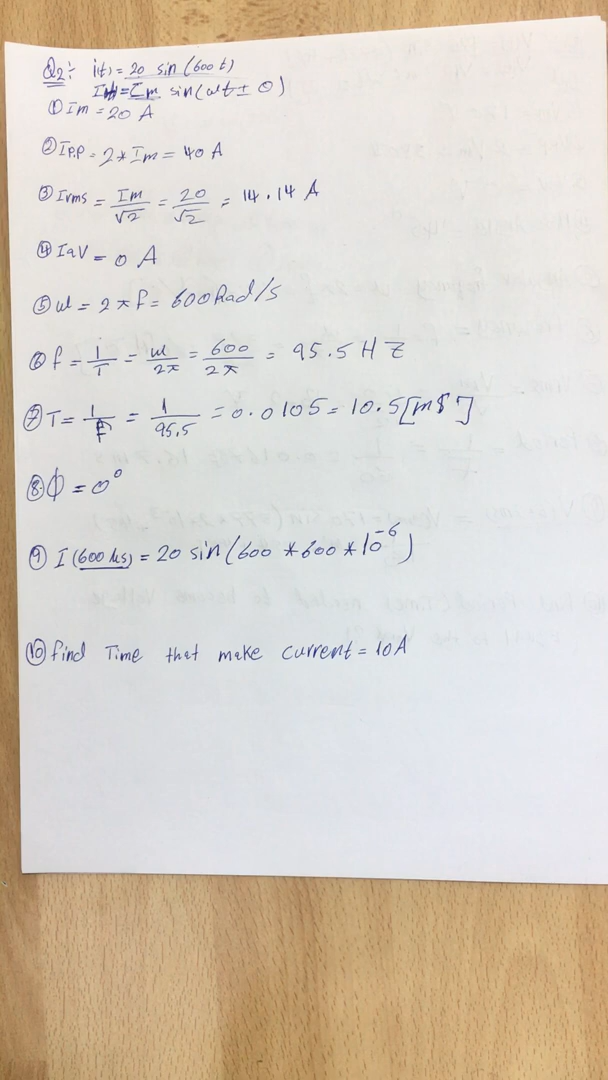 Q2:- i(t) = 20 sin (600 t)
I(t) = Im sin(ωt ± θ)
① Im = 20 A
② IP.P = 2 * Im = 40 A
③ Irms = Im/√2 = 20/√2 = 14.14 A
④ Iav = 0 A
⑤ ω = 2πf = 600 Rad/s
⑥ f = 1/T = ω/2π = 600/2π = 95.5 HZ
⑦ T = 1/f = 1/95.5 = 0.0105 = 10.5 [mS]
⑧ Φ = 0°
⑨ I (600 μs) = 20 sin (600 * 600 * 10^-6)
⑩ find Time that make current = 10A